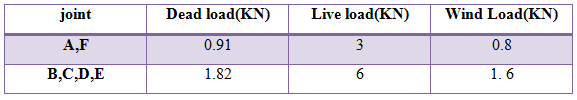 joint Dead load(KN) Live load(KN) Wind Load(KN)
A,F 0.91 3 0.8
B,C,D,E 1.82 6 1. 6